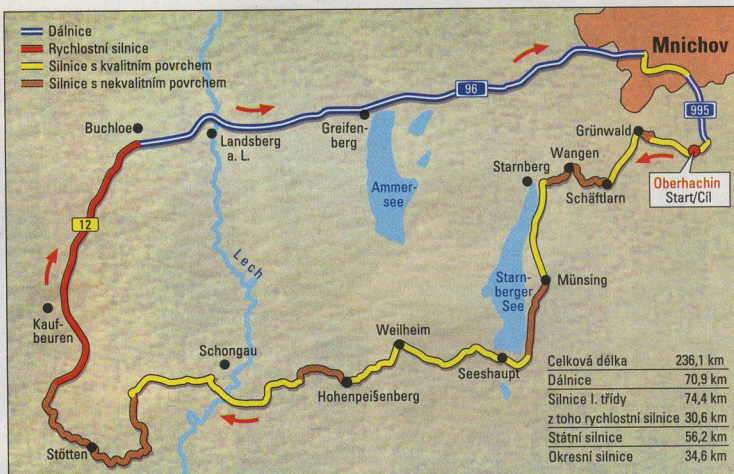 Dálnice
Rychlostní silnice
Silnice s kvalitním povrchem
Silnice s nekvalitním povrchem
Mnichov
96
995
Buchloe
Landsberg
a. L.
Greifen-
berg
Grünwald
Wangen
Starnberg
Schäftlarn
Oberhachin
Start/Cíl
Ammer-
see
12
Lech
Starn-
berger
See
Münsing
Kauf-
beuren
Schongau
Weilheim
Seeshaupt
Hohenpeißenberg
Stötten
Celková délka 236,1 km
Dálnice 70,9 km
Silnice I. třídy 74,4 km
z toho rychlostní silnice 30,6 km
Státní silnice 56,2 km
Okresní silnice 34,6 km